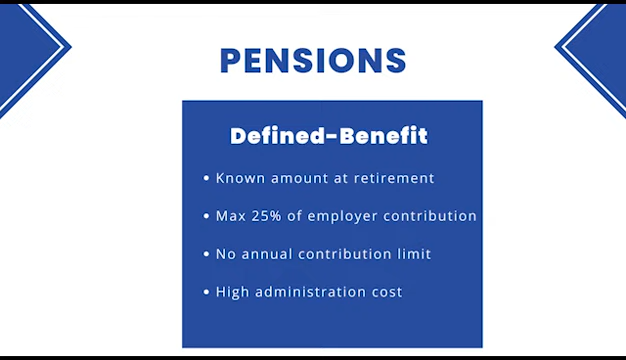 PENSIONS
Defined-Benefit
• Known amount at retirement
• Max 25% of employer contribution
• No annual contribution limit
• High administration cost